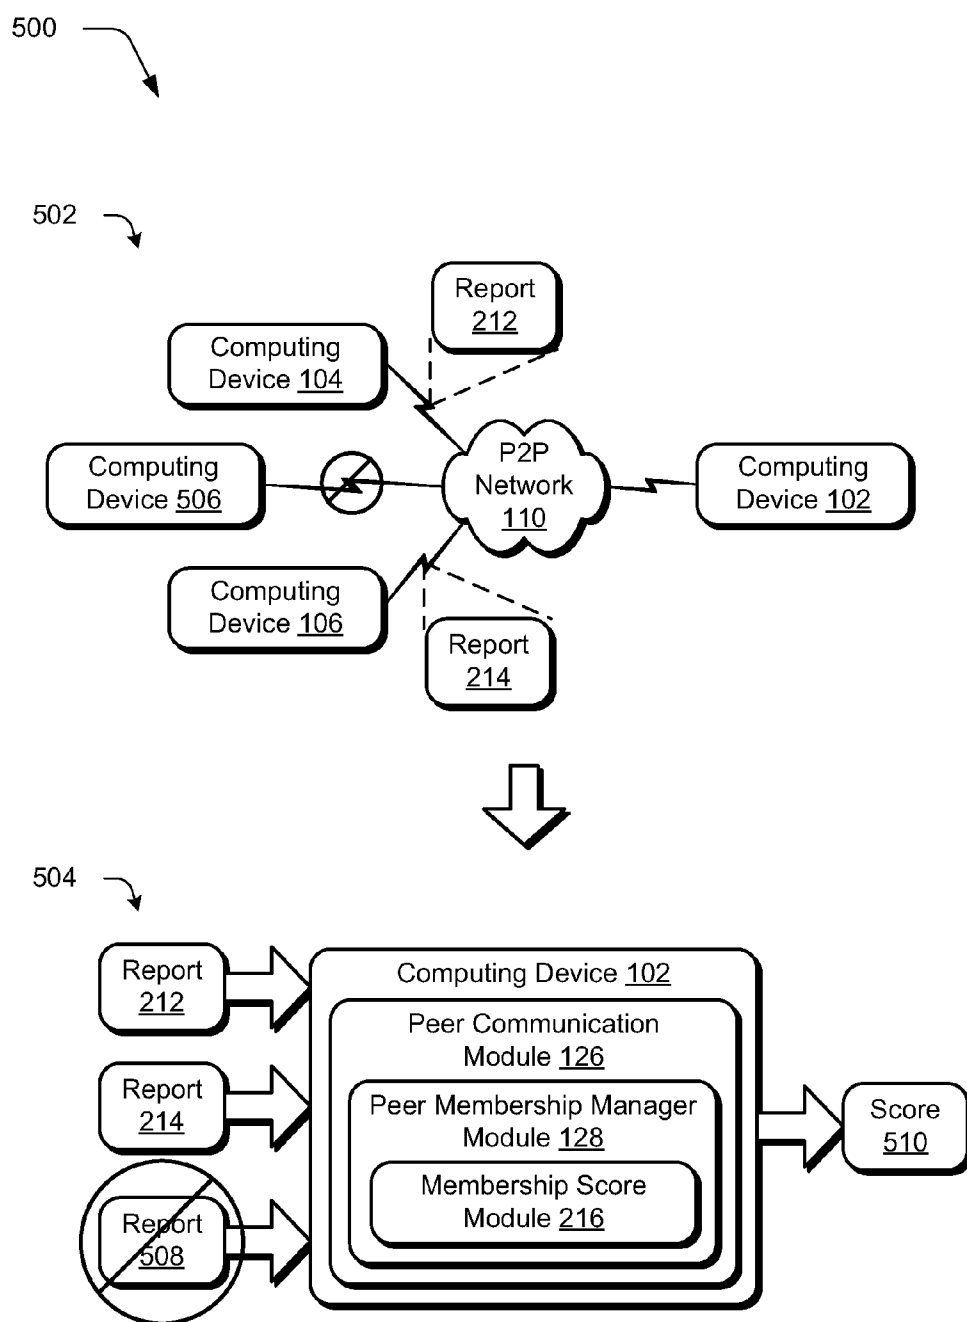 500
502
Report
212
Computing
Device 104
Computing
Device 506
P2P
Network
110
Computing
Device 102
Computing
Device 106
Report
214
504
Report
212
Report
214
Report
508
Computing Device 102
Peer Communication
Module 126
Peer Membership Manager
Module 128
Membership Score
Module 216
Score
510